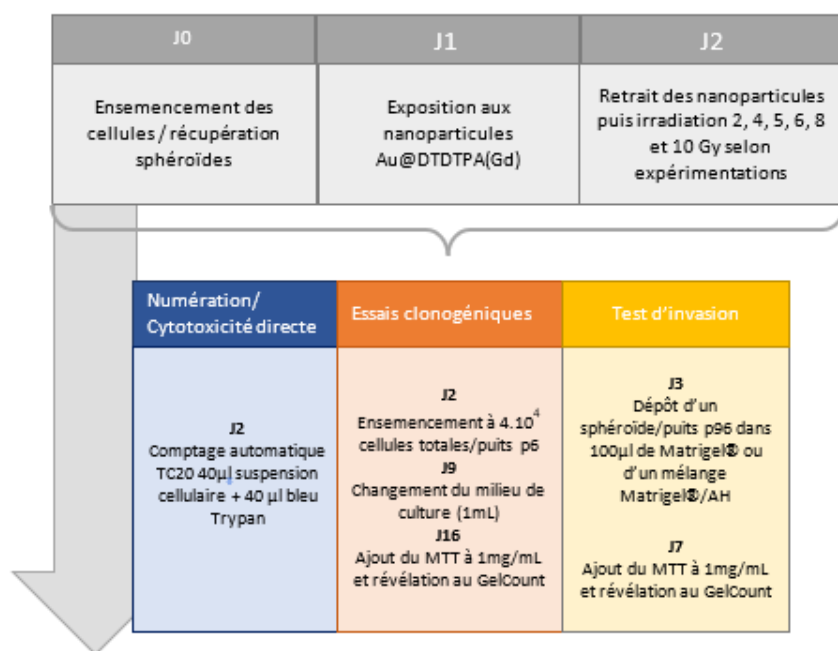 J0
J1
J2
Ensemencement des
cellules / récupération
sphéroïdes
Exposition aux
nanoparticules
Au@DTDTPA(Gd)
Retrait des nanoparticules
puis irradiation 2, 4, 5, 6, 8
et 10 Gy selon
expérimentations
Numération/
Cytotoxicité directe
Essais clonogéniques
Test d'invasion
J2
Comptage automatique
TC20 40µl suspension
cellulaire + 40 µl bleu
Trypan
J2
Ensemencement à 4.10⁴
cellules totales/puits p6
J9
Changement du milieu de
culture (1mL)
J16
Ajout du MTT à 1mg/mL
et révélation au GelCount
J3
Dépôt d'un
sphéroïde/puits p96 dans
100µl de Matrigel® ou
d'un mélange
Matrigel®/AH
J7
Ajout du MTT à 1mg/mL
et révélation au GelCount